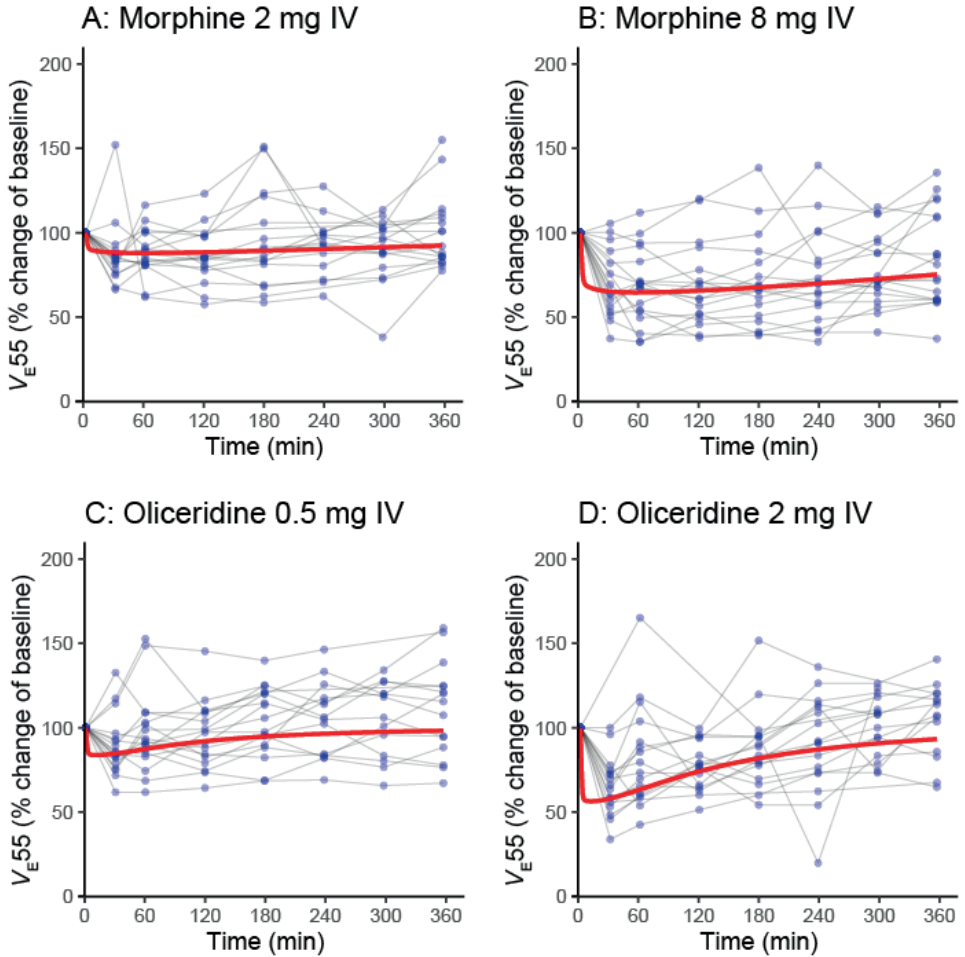 A: Morphine 2 mg IV
V_E55 (% change of baseline)
200
150
100
50
0
0 60 120 180 240 300 360
Time (min)
B: Morphine 8 mg IV
V_E55 (% change of baseline)
200
150
100
50
0
0 60 120 180 240 300 360
Time (min)
C: Oliceridine 0.5 mg IV
V_E55 (% change of baseline)
200
150
100
50
0
0 60 120 180 240 300 360
Time (min)
D: Oliceridine 2 mg IV
V_E55 (% change of baseline)
200
150
100
50
0
0 60 120 180 240 300 360
Time (min)